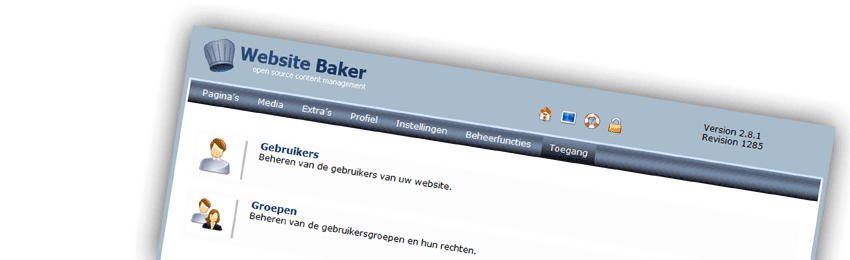 Website Baker
open source content management
Version 2.8.1
Revision 1285
Pagina's Media Extra's Profiel Instellingen Beheerfuncties Toegang
Gebruikers
Beheren van de gebruikers van uw website.
Groepen
Beheren van de gebruikersgroepen en hun rechten.